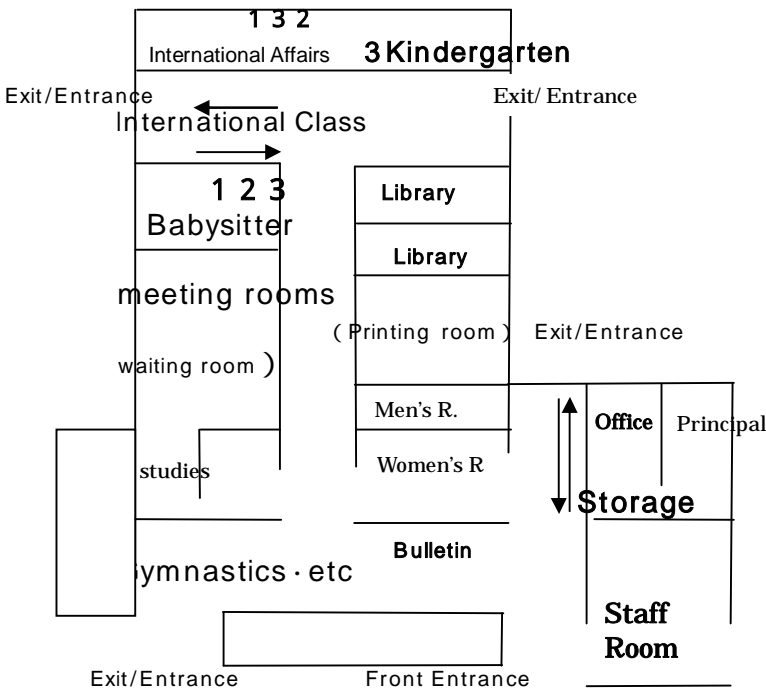 1 3 2
International Affairs 3 Kindergarten
Exit/Entrance Exit/ Entrance
International Class
1 2 3
Babysitter
Library
Library
meeting rooms
( Printing room ) Exit/Entrance
waiting room )
Men's R.
Office Principal
studies
Women's R
Storage
Bulletin
ymnastics · etc
Staff
Room
Exit/Entrance Front Entrance